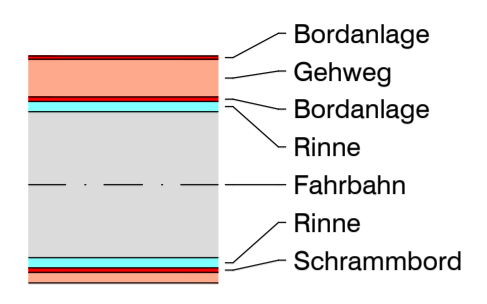 Bordanlage
Gehweg
Bordanlage
Rinne
Fahrbahn
Rinne
Schrammbord